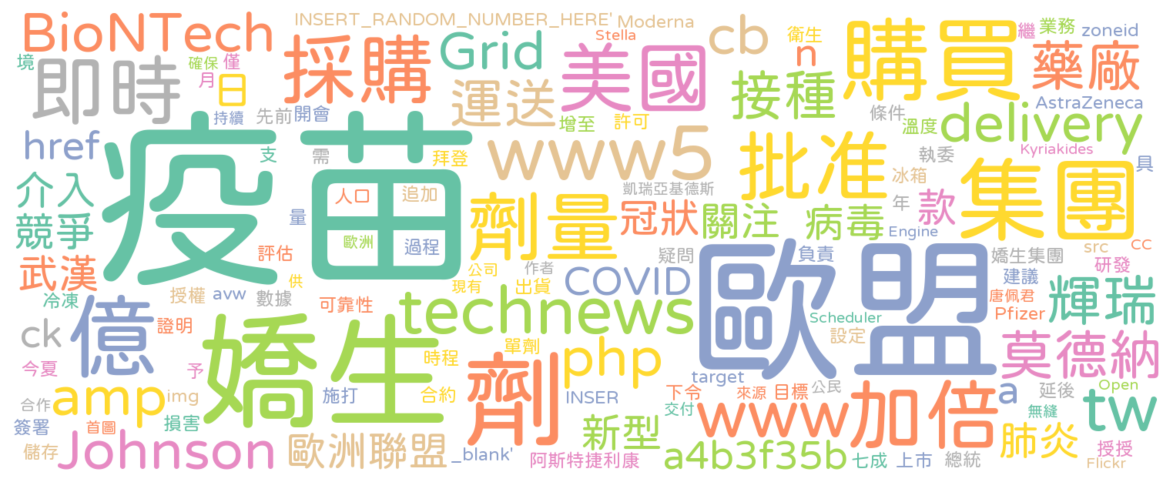 INSERT_RANDOM_NUMBER_HERE'
Moderna
BioNTech
Stella
Grid
cb
衛生
繼
業務
zoneid
境
確保
僅
即時
月
日
採購
美國
n
購買
藥廠
持續
先前
開會
運送
接種
AstraZeneca
增至
許可
條件
溫度
delivery
Kyriakides
href
疫苗
支
需
拜登
www5
批准
執委
冰箱
具
集團
介入
人口
追加
凱瑞亞基德斯
年
款
量
劑量
冠狀
關注
病毒
競爭
歐洲
過程
Engine
src
cc
評估
疑問
歐盟
負責
嬌生集團
研發
武漢
公司
作者
COVID
建議
供
現有
出貨
輝瑞
冷凍
授權
avw
數據
可靠性
technews
唐佩君
Pfizer
億
嬌生
Scheduler
ck
證明
時程
單劑
php
設定
莫德納
今夏
予
劑
target
公民
延後
Open
amp
img
施打
合約
INSER
下令
來源
目標
a
合作
簽署
首圖
損害
交付
www
加倍
無縫
tw
新型
肺炎
儲存
Johnson
歐洲聯盟
_blank'
阿斯特捷利康
a4b3f35b
七成
上市
總統
授授
Flickr